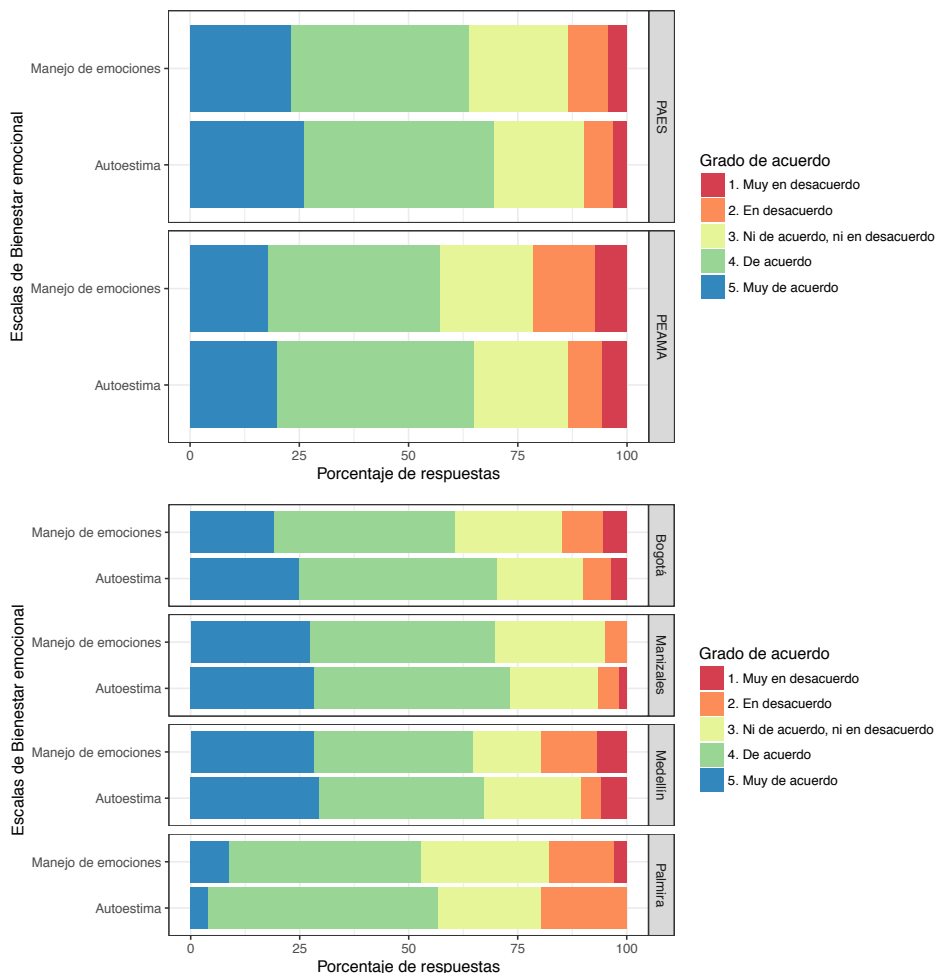 Escalas de Bienestar emocional
Manejo de emociones
Autoestima
PAES
Manejo de emociones
Autoestima
PEAMA
0 25 50 75 100
Porcentaje de respuestas
Grado de acuerdo
1. Muy en desacuerdo
2. En desacuerdo
3. Ni de acuerdo, ni en desacuerdo
4. De acuerdo
5. Muy de acuerdo
Escalas de Bienestar emocional
Manejo de emociones
Autoestima
Bogotá
Manejo de emociones
Autoestima
Manizales
Manejo de emociones
Autoestima
Medellín
Manejo de emociones
Autoestima
Palmira
0 25 50 75 100
Porcentaje de respuestas
Grado de acuerdo
1. Muy en desacuerdo
2. En desacuerdo
3. Ni de acuerdo, ni en desacuerdo
4. De acuerdo
5. Muy de acuerdo